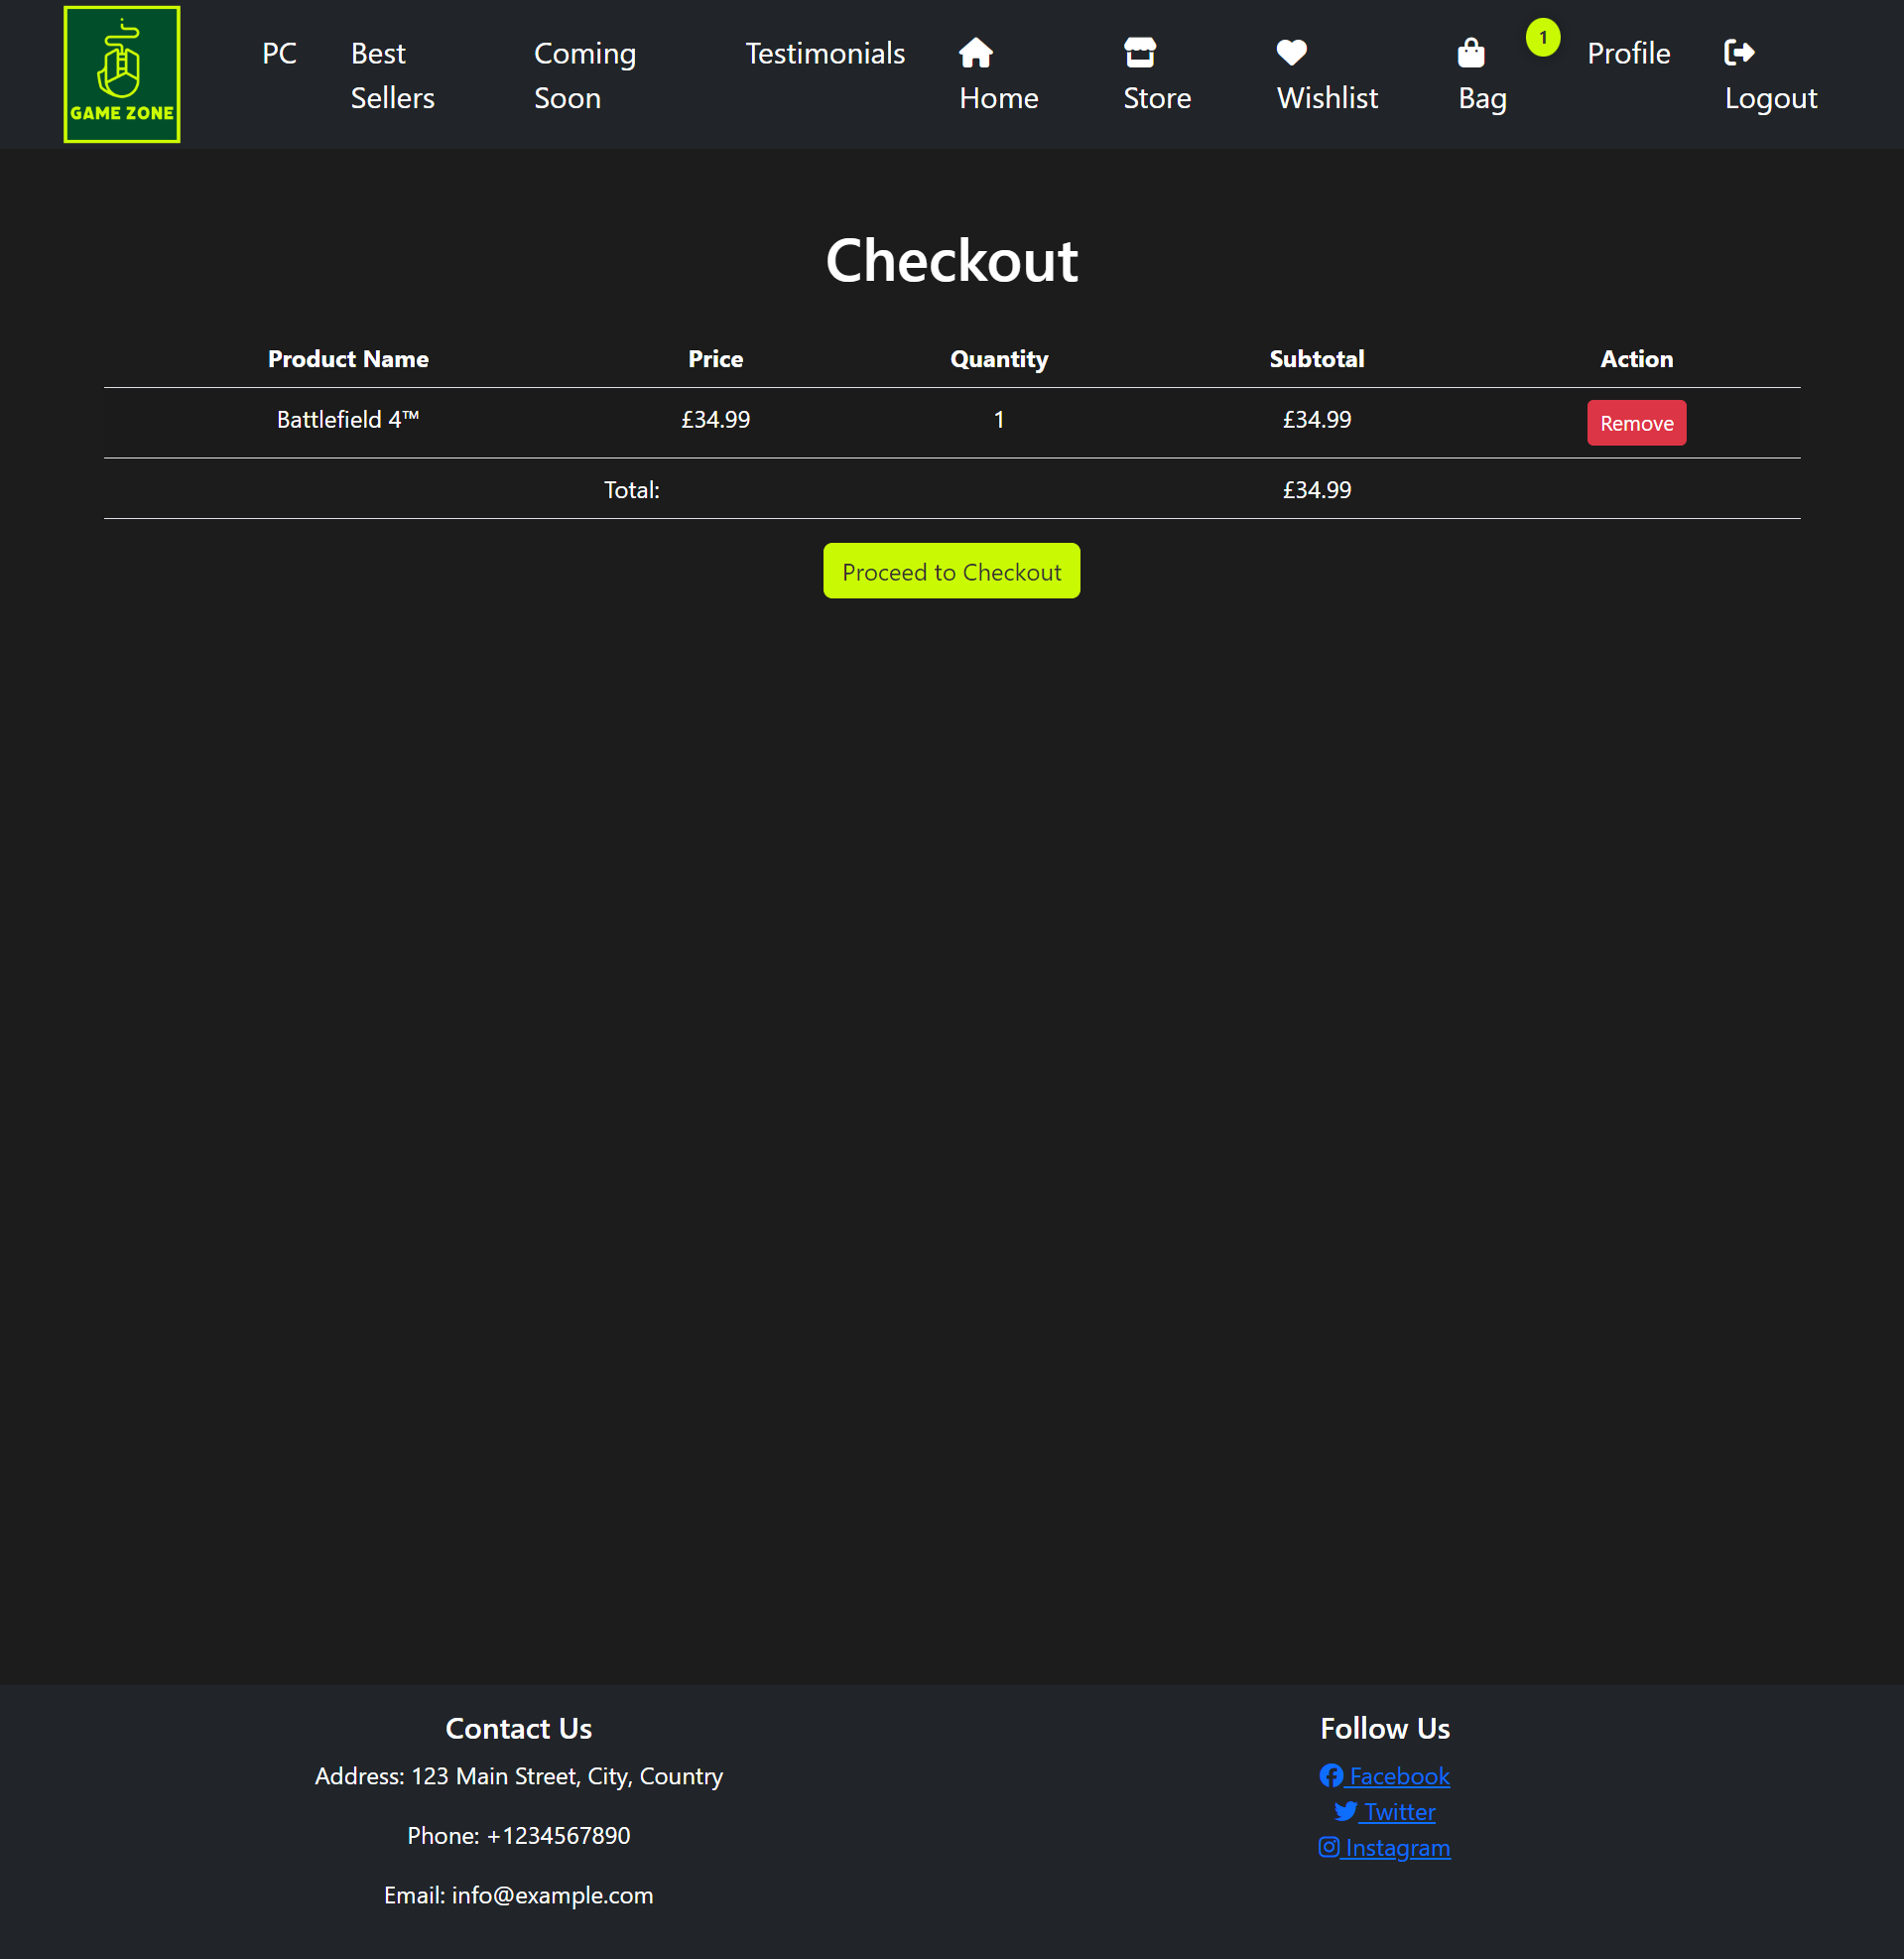 GAME ZONE
PC
Best
Sellers
Coming
Soon
Testimonials
Home
Store
Wishlist
Bag
1
Profile
Logout
Checkout
Product Name Price Quantity Subtotal Action
Battlefield 4™ £34.99 1 £34.99 Remove
Total: £34.99
Proceed to Checkout
Contact Us
Address: 123 Main Street, City, Country
Phone: +1234567890
Email: info@example.com
Follow Us
Facebook
Twitter
Instagram